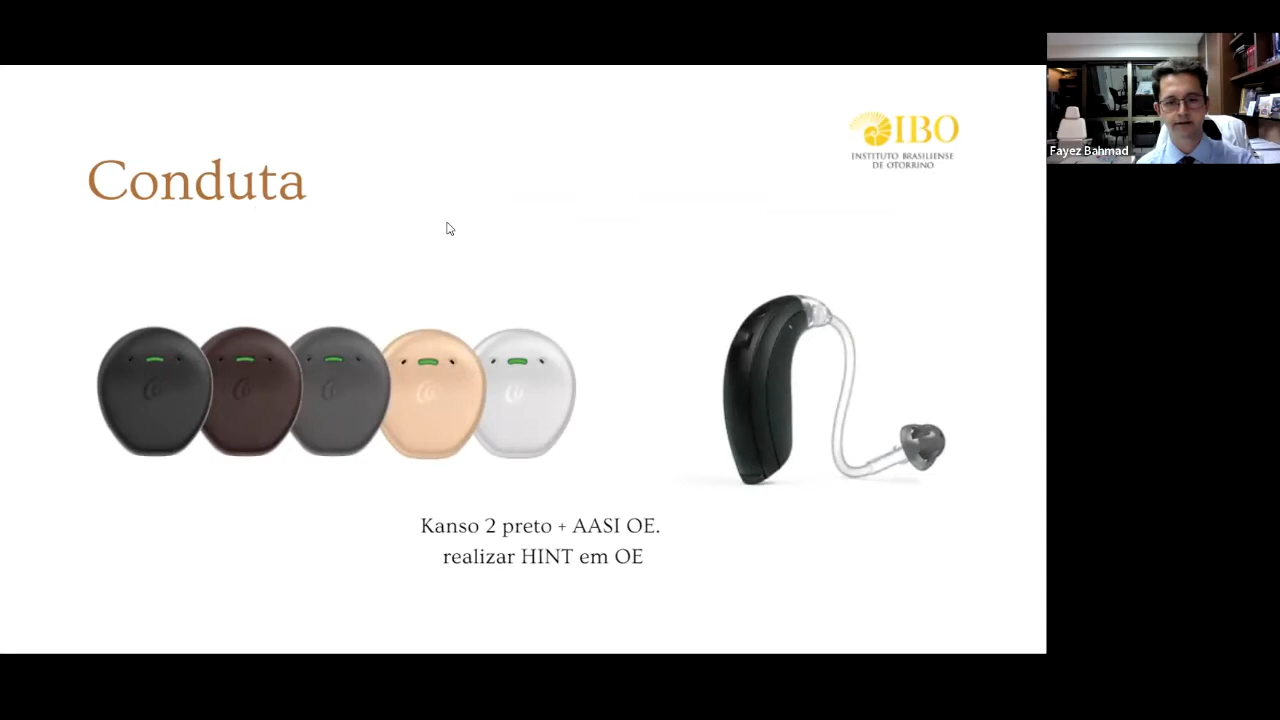 Conduta
IBO
INSTITUTO BRASILIENSE
DE OTORRINO
Fayez Bahmad
Kanso 2 preto + AASI OE.
realizar HINT em OE